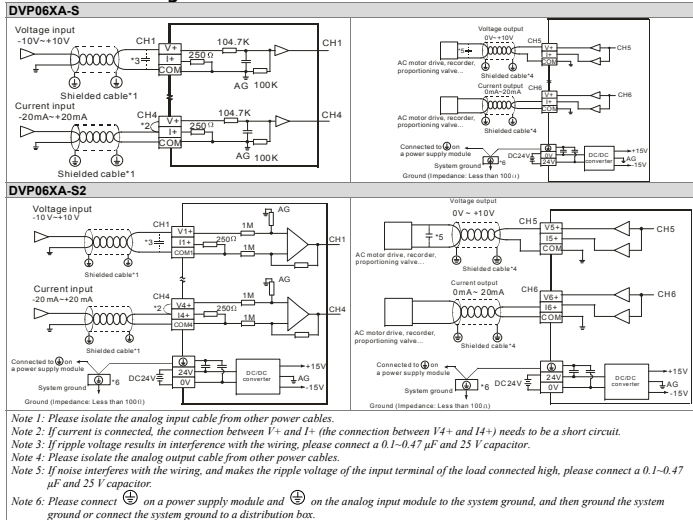 DVP06XA-S
Voltage input
-10V~+10V
CH1
*3
V+
I+
COM
250Ω
104.7K
CH1
AG
100K
Shielded cable*1
Current input
-20mA~+20mA
CH4
*2
V+
I+
COM
250Ω
104.7K
CH4
AG
100K
Shielded cable*1
Voltage output
0V~+10V
CH5
*5
V+
I+
COM
CH5
AC motor drive, recorder,
proportioning valve...
Shielded cable*4
Current output
0mA~20mA
CH6
V+
I+
COM
CH6
AC motor drive, recorder,
proportioning valve...
Shielded cable*4
Connected to ⏚ on
a power supply module
DC24V
0V
24V
DC/DC
converter
+15V
AG
-15V
System ground
*6
Ground (Impedance: Less than 100Ω)
DVP06XA-S2
Voltage input
-10 V~+10 V
CH1
*3
V1+
I1+
COM1
250Ω
1M
1M
AG
CH1
Shielded cable*1
Current input
-20 mA~+20 mA
CH4
*2
V4+
I4+
COM4
250Ω
1M
1M
AG
CH4
Shielded cable*1
Connected to ⏚ on
a power supply module
DC24V
24V
0V
DC/DC
converter
+15V
AG
-15V
System ground
*6
Ground (Impedance: Less than 100Ω)
Voltage output
0V~ +10V
CH5
*5
V5+
I5+
COM
CH5
AC motor drive, recorder,
proportioning valve...
Shielded cable*4
Current output
0mA~ 20mA
CH6
V6+
I6+
COM
CH6
AC motor drive, recorder,
proportioning valve...
Shielded cable*4
Connected to ⏚ on
a power supply module
DC24V
24V
0V
DC/DC
converter
+15V
AG
-15V
System ground
*6
Ground (Impedance: Less than 100Ω)
Note 1: Please isolate the analog input cable from other power cables.
Note 2: If current is connected, the connection between V+ and I+ (the connection between V4+ and I4+) needs to be a short circuit.
Note 3: If ripple voltage results in interference with the wiring, please connect a 0.1~0.47 μF and 25 V capacitor.
Note 4: Please isolate the analog output cable from other power cables.
Note 5: If noise interferes with the wiring, and makes the ripple voltage of the input terminal of the load connected high, please connect a 0.1~0.47
μF and 25 V capacitor.
Note 6: Please connect ⏚ on a power supply module and ⏚ on the analog input module to the system ground, and then ground the system
ground or connect the system ground to a distribution box.